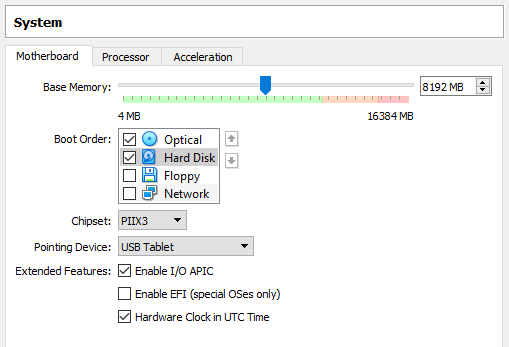 System
Motherboard Processor Acceleration
Base Memory: 8192 MB
4 MB 16384 MB
Boot Order: Optical
Hard Disk
Floppy
Network
Chipset: PIIX3
Pointing Device: USB Tablet
Extended Features: Enable I/O APIC
Enable EFI (special OSes only)
Hardware Clock in UTC Time